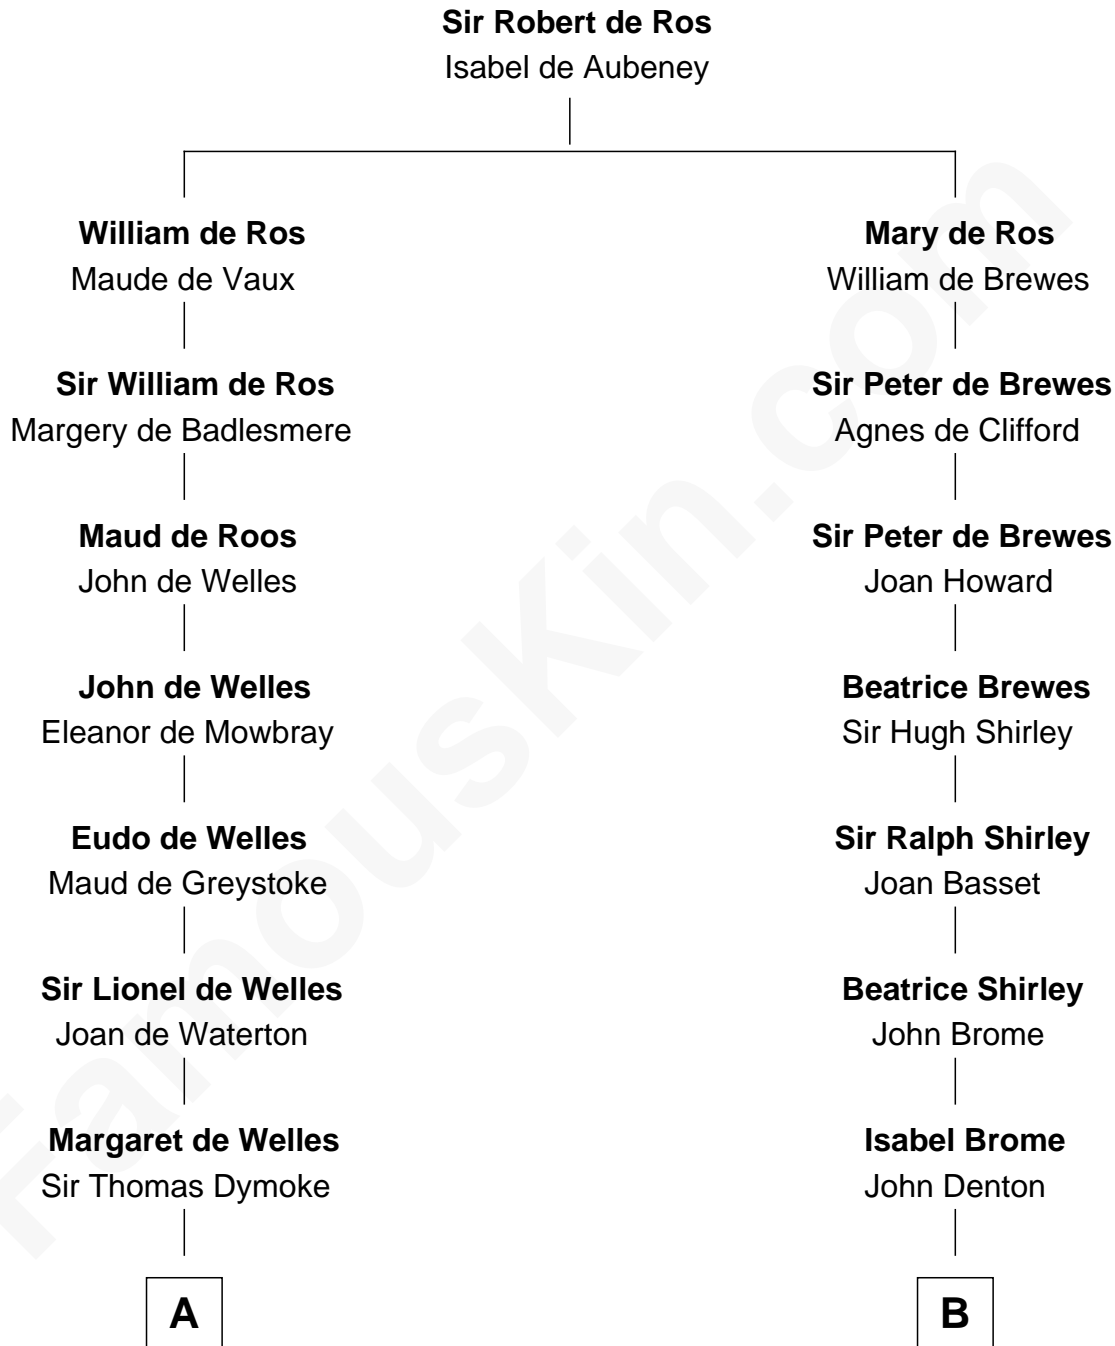 Sir Robert de Ros
Isabel de Aubeney
William de Ros
Maude de Vaux
Mary de Ros
William de Brewes
Sir William de Ros
Margery de Badlesmere
Sir Peter de Brewes
Agnes de Clifford
Maud de Roos
John de Welles
Sir Peter de Brewes
Joan Howard
John de Welles
Eleanor de Mowbray
Beatrice Brewes
Sir Hugh Shirley
Eudo de Welles
Maud de Greystoke
Sir Ralph Shirley
Joan Basset
Sir Lionel de Welles
Joan de Waterton
Beatrice Shirley
John Brome
Margaret de Welles
Sir Thomas Dymoke
Isabel Brome
John Denton
A
B
FamousKin.com